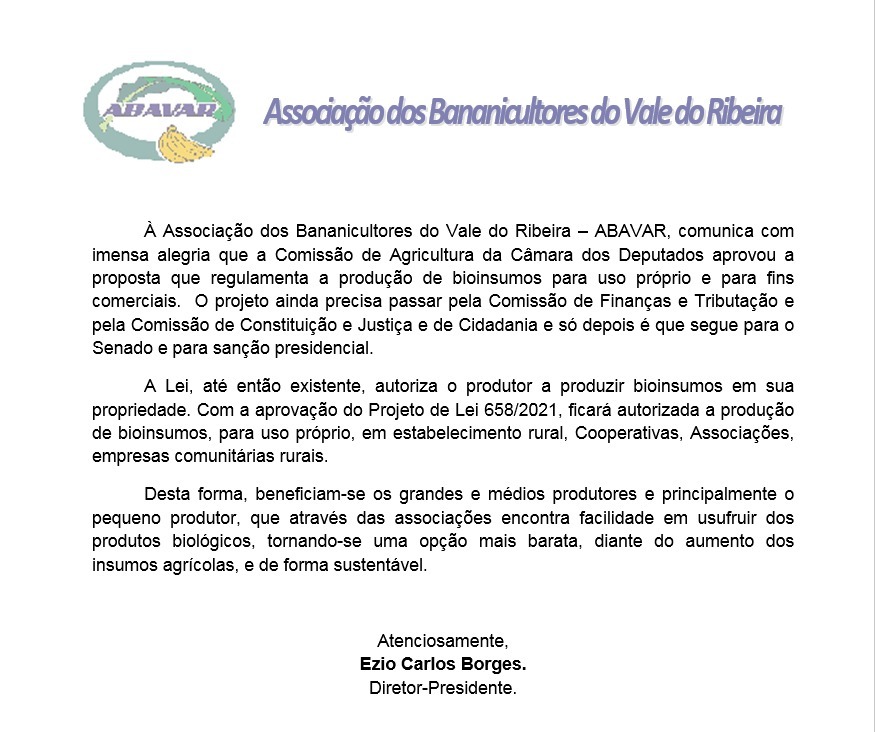 ABAVAR
Associação dos Bananicultores do Vale do Ribeira
À Associação dos Bananicultores do Vale do Ribeira – ABAVAR, comunica com
imensa alegria que a Comissão de Agricultura da Câmara dos Deputados aprovou a
proposta que regulamenta a produção de bioinsumos para uso próprio e para fins
comerciais.  O projeto ainda precisa passar pela Comissão de Finanças e Tributação e
pela Comissão de Constituição e Justiça e de Cidadania e só depois é que segue para o
Senado e para sanção presidencial.
A Lei, até então existente, autoriza o produtor a produzir bioinsumos em sua
propriedade. Com a aprovação do Projeto de Lei 658/2021, ficará autorizada a produção
de bioinsumos, para uso próprio, em estabelecimento rural, Cooperativas, Associações,
empresas comunitárias rurais.
Desta forma, beneficiam-se os grandes e médios produtores e principalmente o
pequeno produtor, que através das associações encontra facilidade em usufruir dos
produtos biológicos, tornando-se uma opção mais barata, diante do aumento dos
insumos agrícolas, e de forma sustentável.
Atenciosamente,
Ezio Carlos Borges.
Diretor-Presidente.